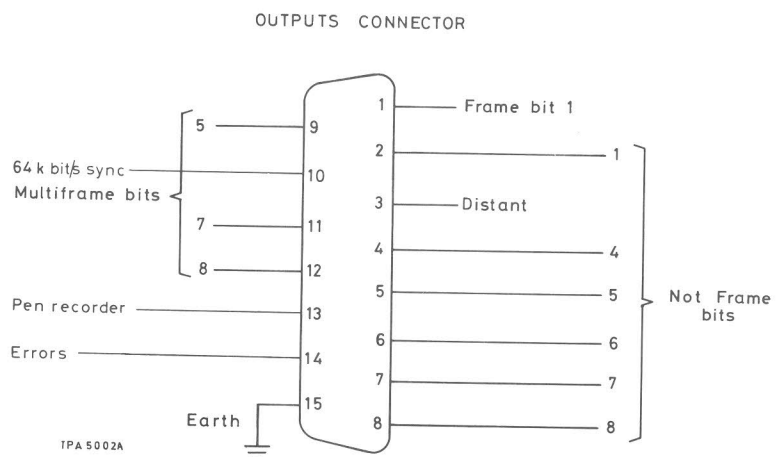 OUTPUTS CONNECTOR
1 Frame bit 1
5 9
2 1
64 k bit/s sync 10
Multiframe bits
3 Distant
7 11
4 4
8 12
5 5
Not Frame
bits
Pen recorder 13
6 6
Errors 14
7 7
15
Earth
8 8
TPA 5002A